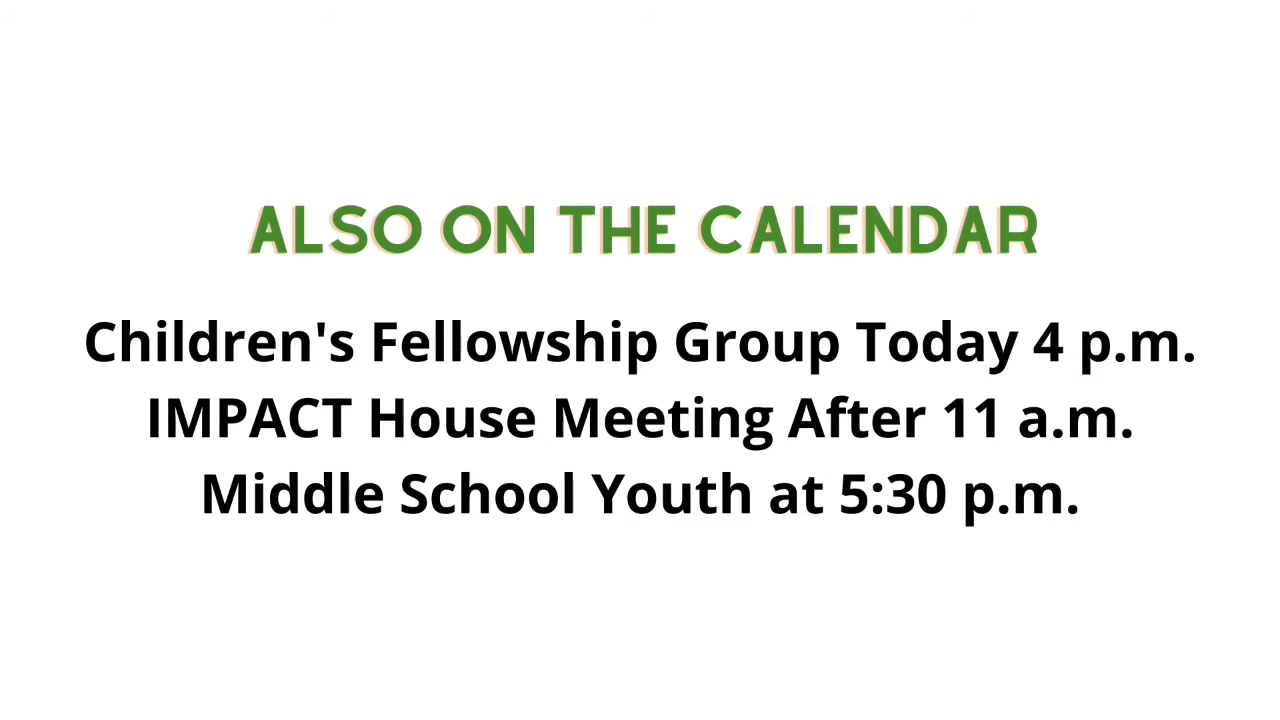 ALSO ON THE CALENDAR
Children's Fellowship Group Today 4 p.m.
IMPACT House Meeting After 11 a.m.
Middle School Youth at 5:30 p.m.